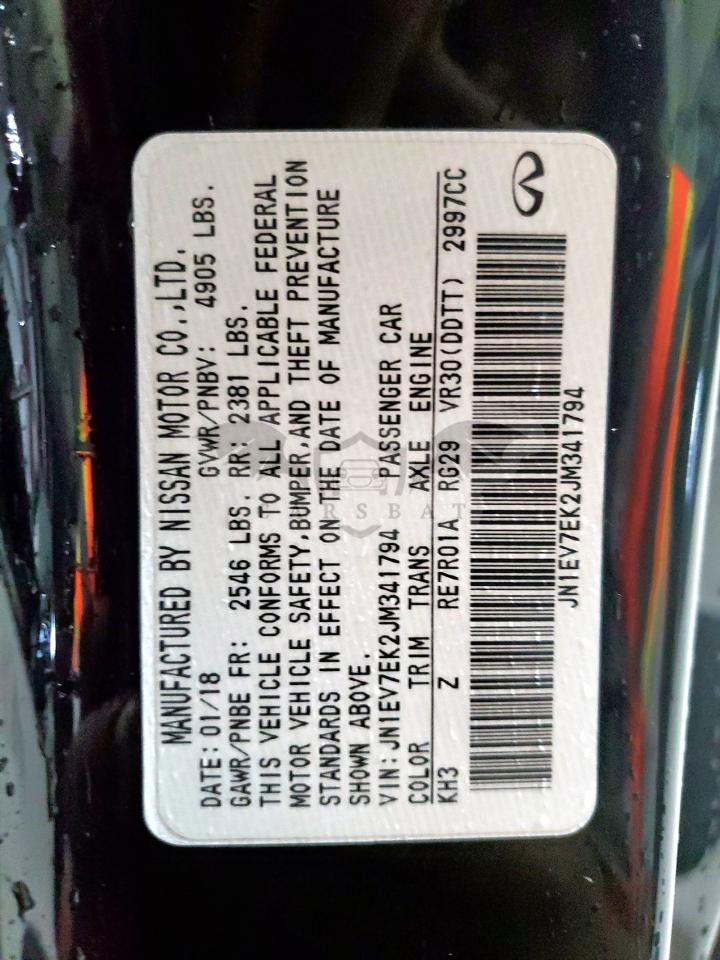 MANUFACTURED BY NISSAN MOTOR CO.,LTD.
DATE: 01/18 GVWR/PNBV: 4905 LBS.
GAWR/PNBE FR: 2546 LBS. RR: 2381 LBS.
THIS VEHICLE CONFORMS TO ALL APPLICABLE FEDERAL
MOTOR VEHICLE SAFETY,BUMPER,AND THEFT PREVENTION
STANDARDS IN EFFECT ON THE DATE OF MANUFACTURE
SHOWN ABOVE.
VIN:JN1EV7EK2JM341794 PASSENGER CAR
COLOR TRIM TRANS AXLE ENGINE
KH3 Z RE7R01A RG29 VR30(DDTT) 2997CC
JN1EV7EK2JM341794